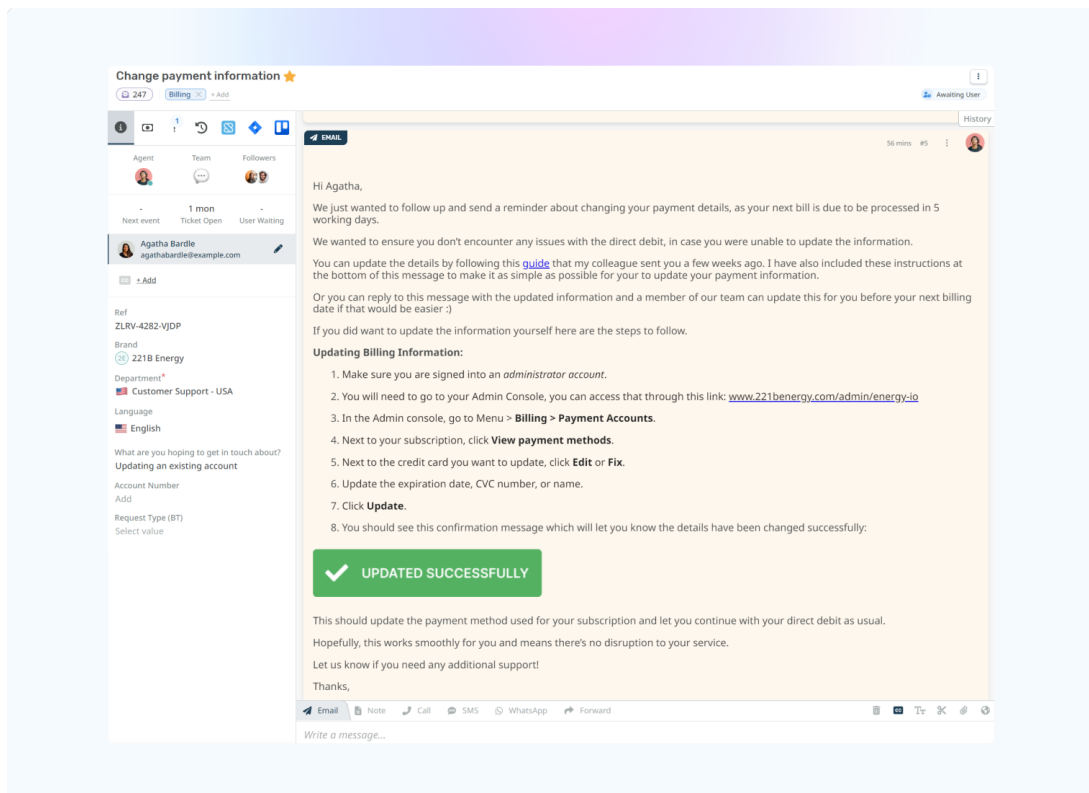 Change payment information
247
Billing
+ Add
Awaiting User
1
History
EMAIL
56 mins #5
Agent Team Followers
- 1 mon -
Next event Ticket Open User Waiting
Agatha Bardle
agathabardle@example.com
CC + Add
Ref
ZLRV-4282-VJDP
Brand
2E 221B Energy
Department*
Customer Support - USA
Language
English
What are you hoping to get in touch about?
Updating an existing account
Account Number
Add
Request Type (BT)
Select value
Hi Agatha,
We just wanted to follow up and send a reminder about changing your payment details, as your next bill is due to be processed in 5
working days.
We wanted to ensure you don't encounter any issues with the direct debit, in case you were unable to update the information.
You can update the details by following this guide that my colleague sent you a few weeks ago. I have also included these instructions at
the bottom of this message to make it as simple as possible for your to update your payment information.
Or you can reply to this message with the updated information and a member of our team can update this for you before your next billing
date if that would be easier :)
If you did want to update the information yourself here are the steps to follow.
Updating Billing Information:
1. Make sure you are signed into an administrator account.
2. You will need to go to your Admin Console, you can access that through this link: www.221benergy.com/admin/energy-io
3. In the Admin console, go to Menu > Billing > Payment Accounts.
4. Next to your subscription, click View payment methods.
5. Next to the credit card you want to update, click Edit or Fix.
6. Update the expiration date, CVC number, or name.
7. Click Update.
8. You should see this confirmation message which will let you know the details have been changed successfully:
UPDATED SUCCESSFULLY
This should update the payment method used for your subscription and let you continue with your direct debit as usual.
Hopefully, this works smoothly for you and means there's no disruption to your service.
Let us know if you need any additional support!
Thanks,
Email Note Call SMS WhatsApp Forward
CC
Write a message...